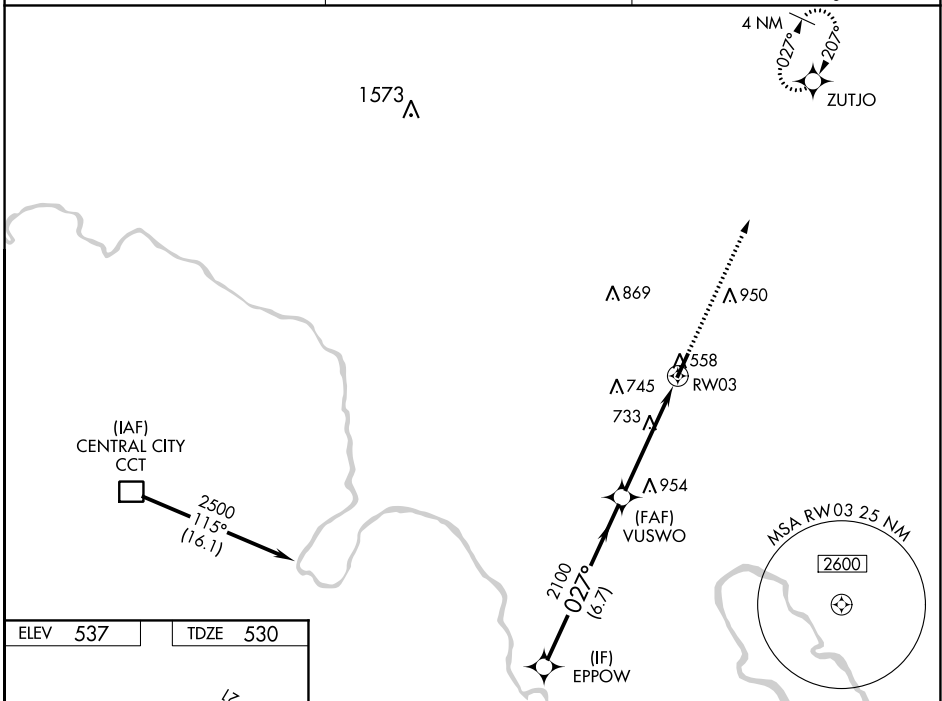 4 NM
027°
207°
ZUTJO
1573
869
950
558
RW03
745
733
(IAF)
CENTRAL CITY
CCT
2500
115°
(16.1)
954
(FAF)
VUSWO
2100
027°
(6.7)
MSA RW03 25 NM
2600
(IF)
EPPOW
ELEV 537
TDZE 530